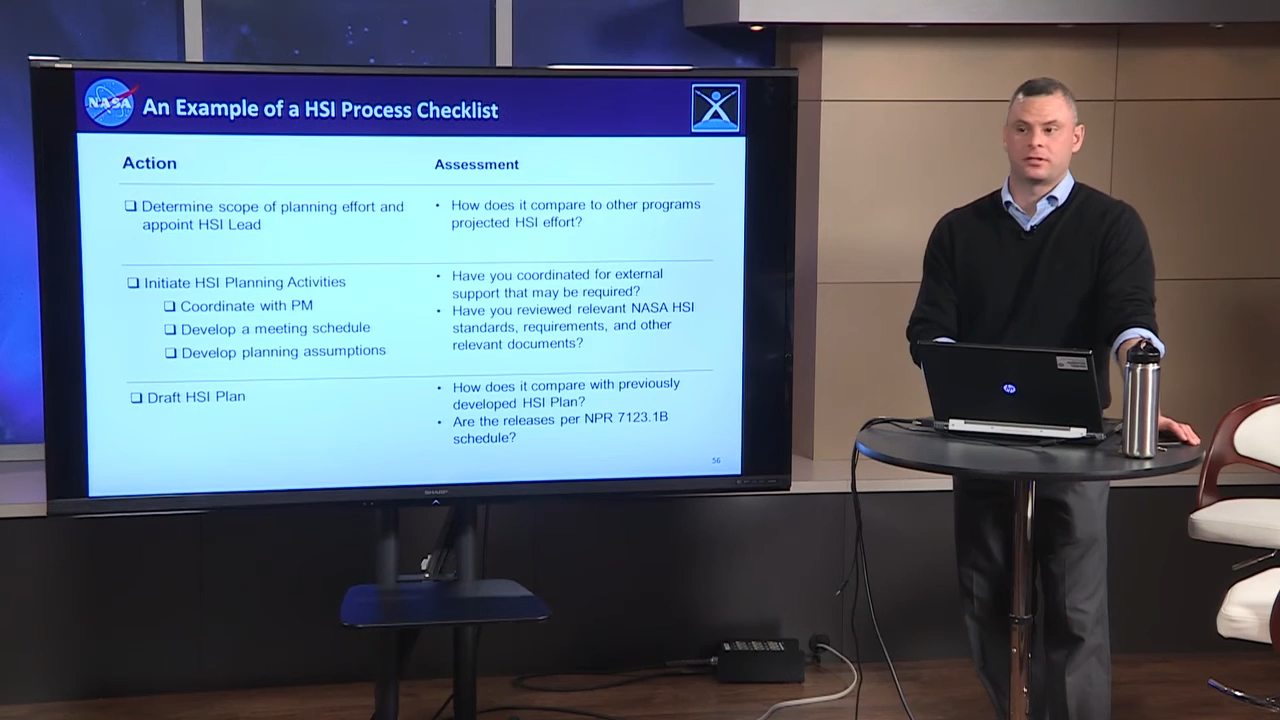 NASA
An Example of a HSI Process Checklist
Action
Assessment
❑ Determine scope of planning effort and
appoint HSI Lead
• How does it compare to other programs
projected HSI effort?
❑ Initiate HSI Planning Activities
❑ Coordinate with PM
❑ Develop a meeting schedule
❑ Develop planning assumptions
• Have you coordinated for external
support that may be required?
• Have you reviewed relevant NASA HSI
standards, requirements, and other
relevant documents?
❑ Draft HSI Plan
• How does it compare with previously
developed HSI Plan?
• Are the releases per NPR 7123.1B
schedule?
56
SHARP
hp